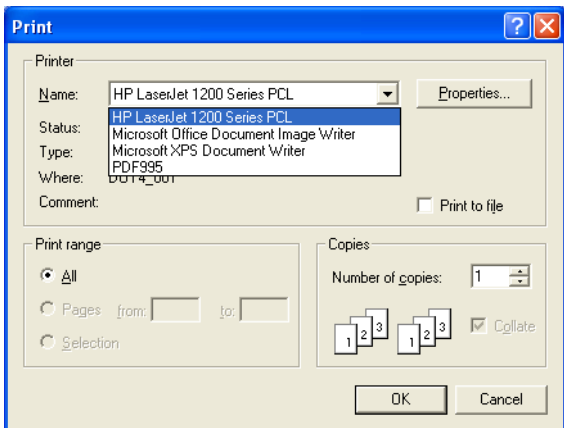 Print
Printer
Name: HP LaserJet 1200 Series PCL Properties...
HP LaserJet 1200 Series PCL
Status: Microsoft Office Document Image Writer
Type: Microsoft XPS Document Writer
PDF995
Where: DOT4_001
Comment: Print to file
Print range
All
Pages from: to:
Selection
Copies
Number of copies: 1
1 2 3 1 2 3 Collate
OK Cancel